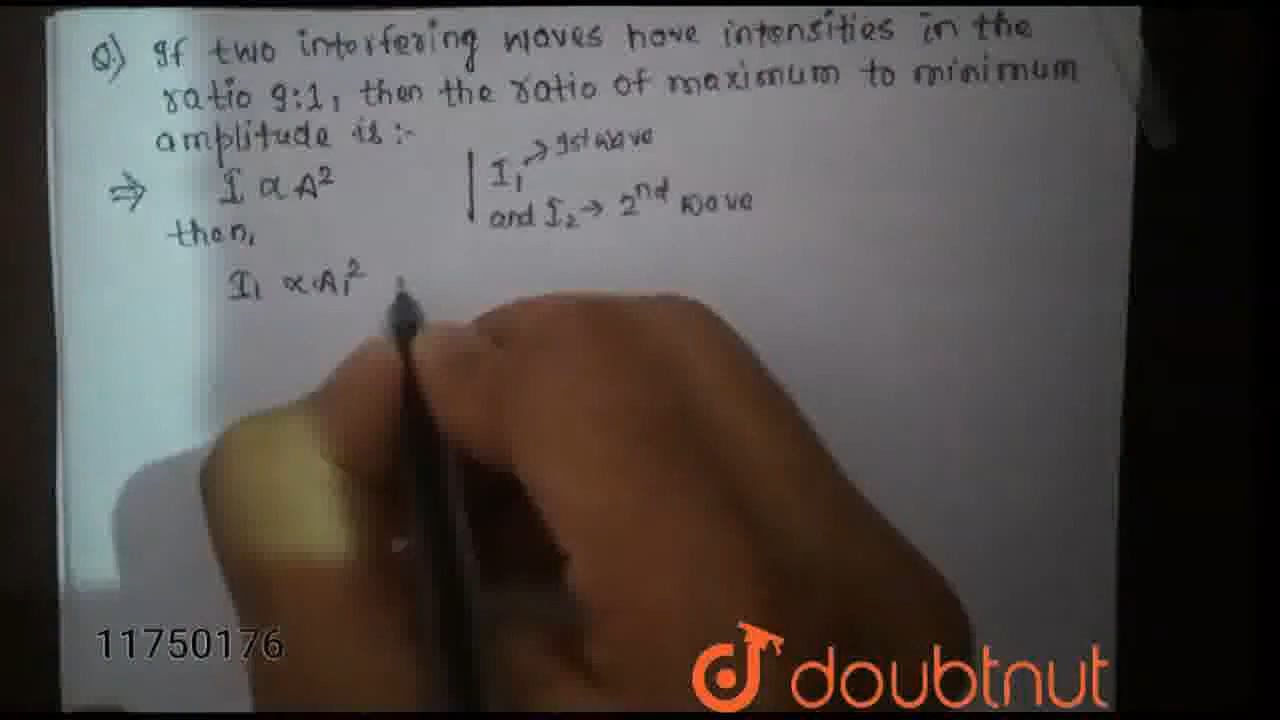 Q.) If two interfering waves have intensities in the
ratio 9:1, then the ratio of maximum to minimum
amplitude is :-
⇒ I ∝ A²
| I₁ → Ist wave
and I₂ → 2nd wave
then,
I₁ ∝ A₁²
11750176
doubtnut